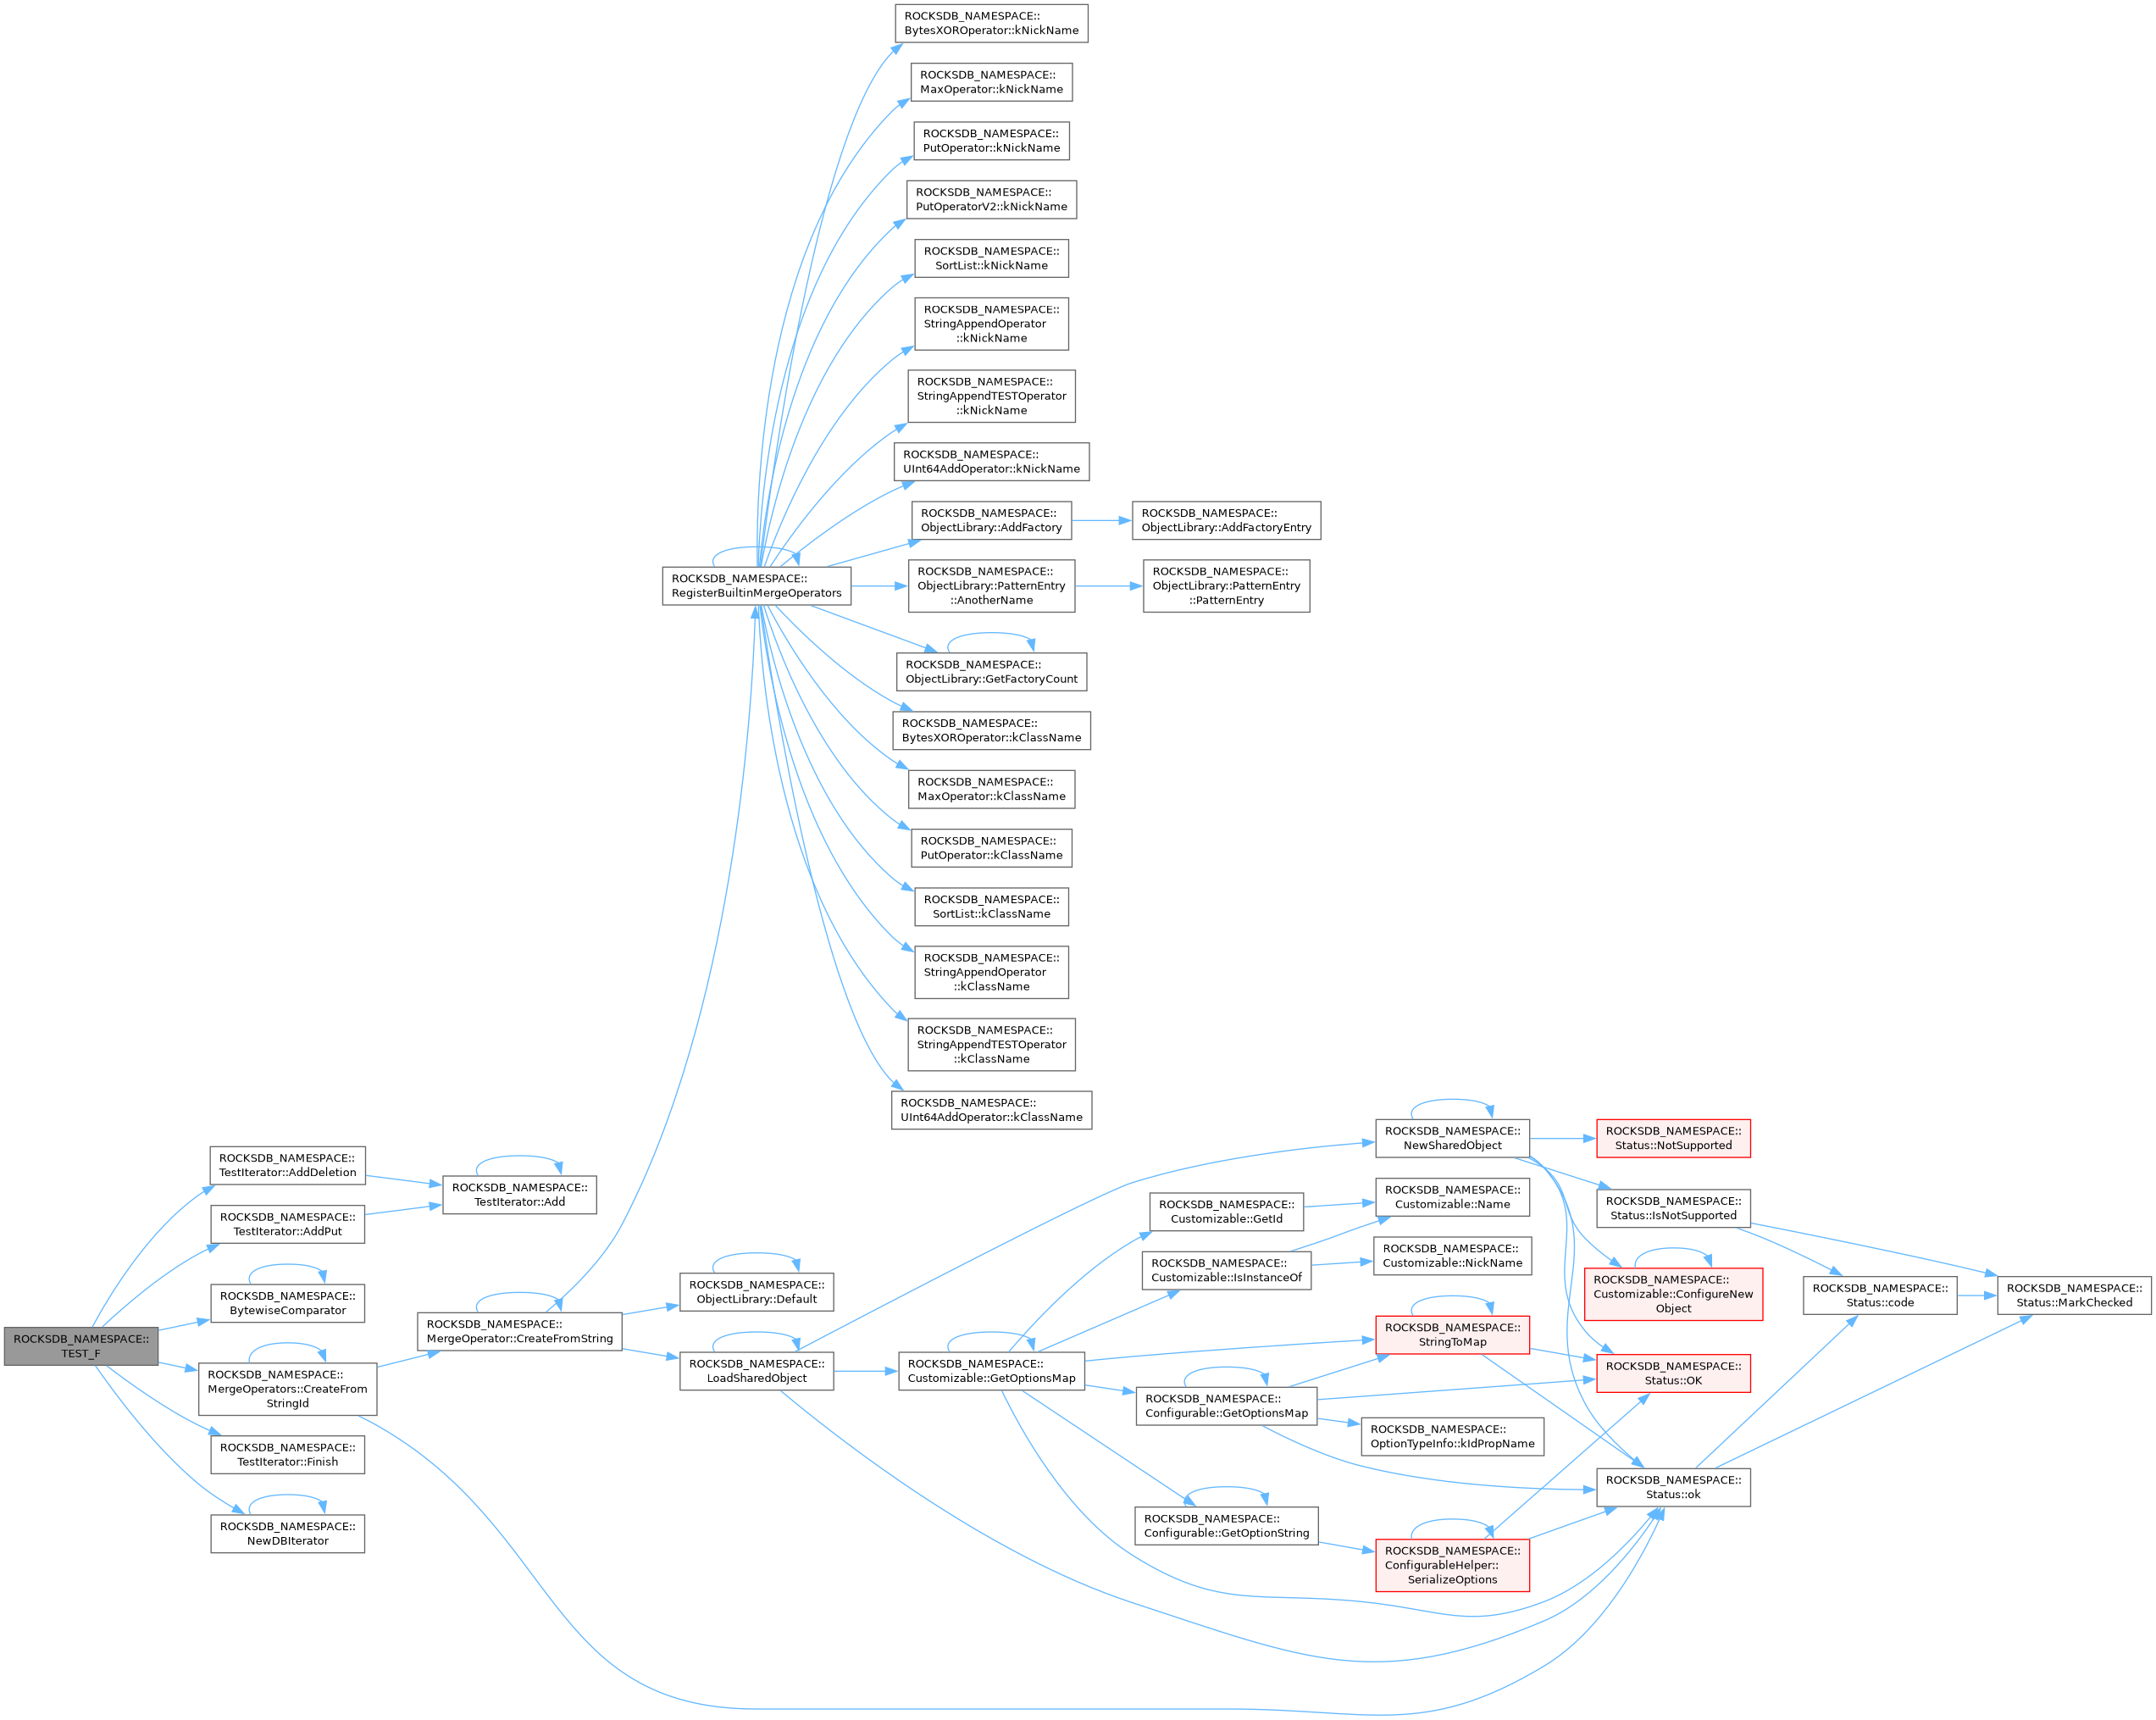 ROCKSDB_NAMESPACE::
TEST_F
ROCKSDB_NAMESPACE::
TestIterator::AddDeletion
ROCKSDB_NAMESPACE::
TestIterator::AddPut
ROCKSDB_NAMESPACE::
BytewiseComparator
ROCKSDB_NAMESPACE::
MergeOperators::CreateFrom
StringId
ROCKSDB_NAMESPACE::
TestIterator::Finish
ROCKSDB_NAMESPACE::
NewDBIterator
ROCKSDB_NAMESPACE::
TestIterator::Add
ROCKSDB_NAMESPACE::
MergeOperator::CreateFromString
ROCKSDB_NAMESPACE::
RegisterBuiltinMergeOperators
ROCKSDB_NAMESPACE::
ObjectLibrary::Default
ROCKSDB_NAMESPACE::
LoadSharedObject
ROCKSDB_NAMESPACE::
BytesXOROperator::kNickName
ROCKSDB_NAMESPACE::
MaxOperator::kNickName
ROCKSDB_NAMESPACE::
PutOperator::kNickName
ROCKSDB_NAMESPACE::
PutOperatorV2::kNickName
ROCKSDB_NAMESPACE::
SortList::kNickName
ROCKSDB_NAMESPACE::
StringAppendOperator
::kNickName
ROCKSDB_NAMESPACE::
StringAppendTESTOperator
::kNickName
ROCKSDB_NAMESPACE::
UInt64AddOperator::kNickName
ROCKSDB_NAMESPACE::
ObjectLibrary::AddFactory
ROCKSDB_NAMESPACE::
ObjectLibrary::PatternEntry
::AnotherName
ROCKSDB_NAMESPACE::
ObjectLibrary::GetFactoryCount
ROCKSDB_NAMESPACE::
BytesXOROperator::kClassName
ROCKSDB_NAMESPACE::
MaxOperator::kClassName
ROCKSDB_NAMESPACE::
PutOperator::kClassName
ROCKSDB_NAMESPACE::
SortList::kClassName
ROCKSDB_NAMESPACE::
StringAppendOperator
::kClassName
ROCKSDB_NAMESPACE::
StringAppendTESTOperator
::kClassName
ROCKSDB_NAMESPACE::
UInt64AddOperator::kClassName
ROCKSDB_NAMESPACE::
ObjectLibrary::AddFactoryEntry
ROCKSDB_NAMESPACE::
ObjectLibrary::PatternEntry
::PatternEntry
ROCKSDB_NAMESPACE::
Customizable::GetOptionsMap
ROCKSDB_NAMESPACE::
Customizable::GetId
ROCKSDB_NAMESPACE::
Customizable::IsInstanceOf
ROCKSDB_NAMESPACE::
Configurable::GetOptionsMap
ROCKSDB_NAMESPACE::
Configurable::GetOptionString
ROCKSDB_NAMESPACE::
NewSharedObject
ROCKSDB_NAMESPACE::
Customizable::Name
ROCKSDB_NAMESPACE::
Customizable::NickName
ROCKSDB_NAMESPACE::
StringToMap
ROCKSDB_NAMESPACE::
OptionTypeInfo::kIdPropName
ROCKSDB_NAMESPACE::
ConfigurableHelper::
SerializeOptions
ROCKSDB_NAMESPACE::
Status::NotSupported
ROCKSDB_NAMESPACE::
Status::IsNotSupported
ROCKSDB_NAMESPACE::
Customizable::ConfigureNew
Object
ROCKSDB_NAMESPACE::
Status::OK
ROCKSDB_NAMESPACE::
Status::ok
ROCKSDB_NAMESPACE::
Status::code
ROCKSDB_NAMESPACE::
Status::MarkChecked